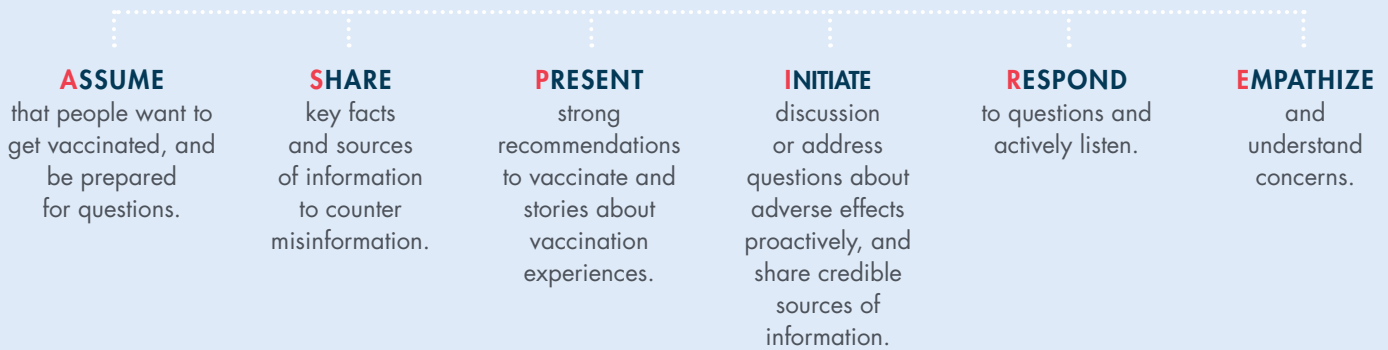 ASSUME
that people want to
get vaccinated, and
be prepared
for questions.
SHARE
key facts
and sources
of information
to counter
misinformation.
PRESENT
strong
recommendations
to vaccinate and
stories about
vaccination
experiences.
INITIATE
discussion
or address
questions about
adverse effects
proactively, and
share credible
sources of
information.
RESPOND
to questions and
actively listen.
EMPATHIZE
and
understand
concerns.